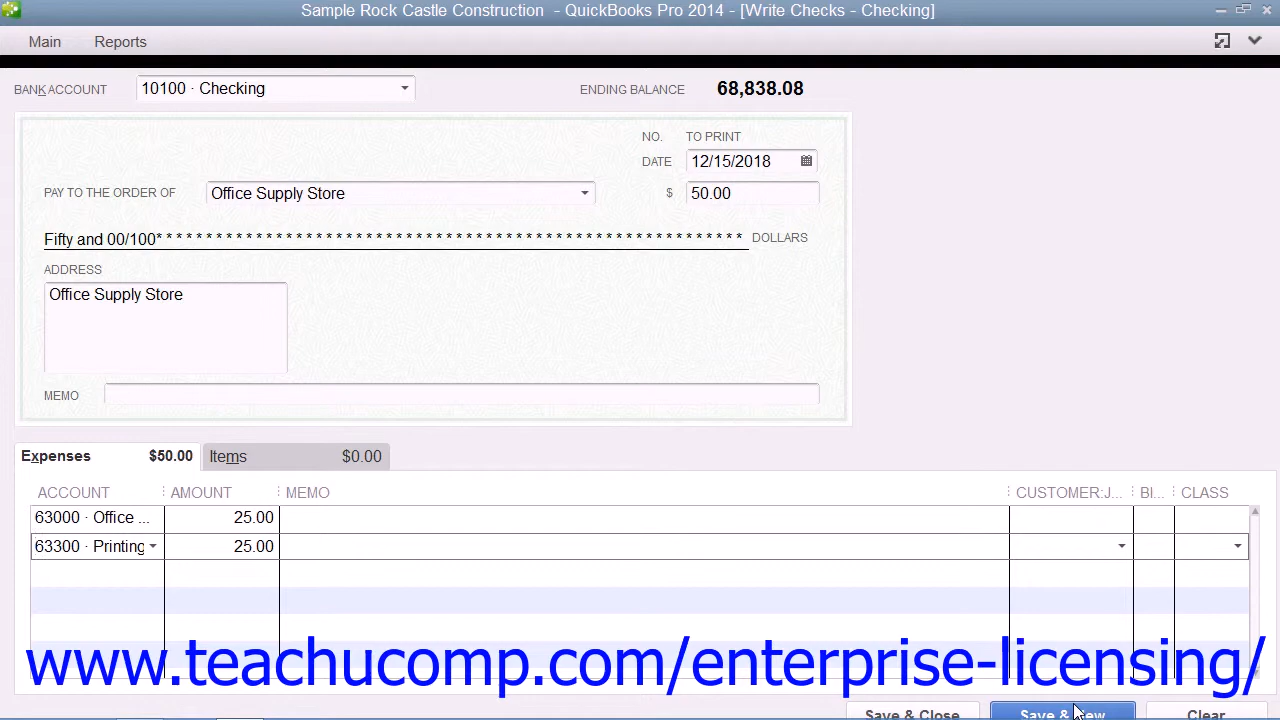 Sample Rock Castle Construction - QuickBooks Pro 2014 - [Write Checks - Checking]
Main Reports
BANK ACCOUNT 10100 · Checking ENDING BALANCE 68,838.08
NO. TO PRINT
DATE 12/15/2018
PAY TO THE ORDER OF Office Supply Store $ 50.00
Fifty and 00/100* * * * * * * * * * * * * * * * * * * * * * * * * * * * * * * * * * * * * * * * * * * * * * * * * * * * * * * * * * * DOLLARS
ADDRESS
Office Supply Store
MEMO
Expenses $50.00 Items $0.00
ACCOUNT AMOUNT MEMO CUSTOMER:J... BI... CLASS
63000 · Office ... 25.00
63300 · Printing 25.00
www.teachucomp.com/enterprise-licensing/
Save & Close Save & New Clear